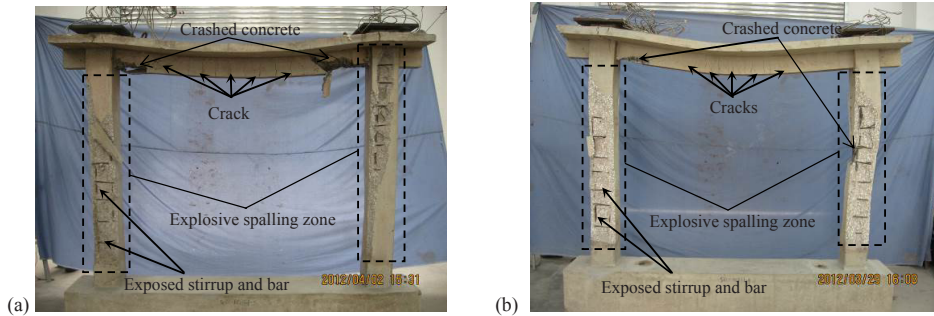 Crashed concrete
Crack
Explosive spalling zone
Exposed stirrup and bar
2012/04/02 15:31
(a)
Crashed concrete
Cracks
Explosive spalling zone
Exposed stirrup and bar
2012/03/29 16:08
(b)